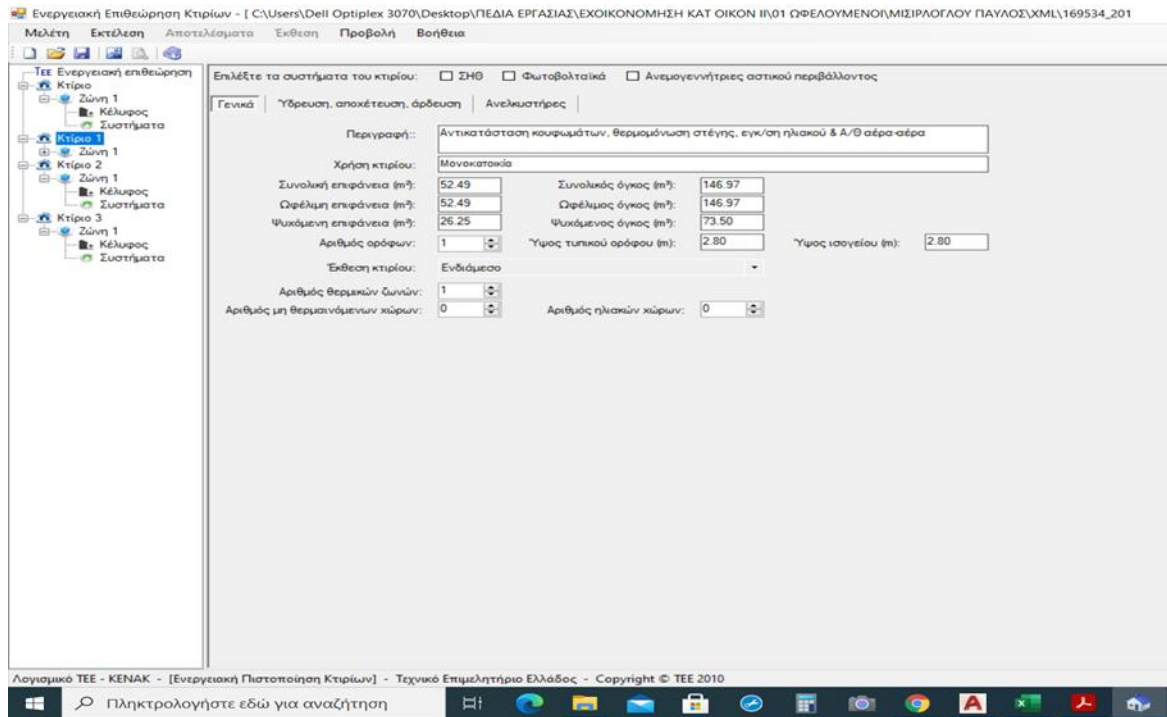 Ενεργειακή Επιθεώρηση Κτιρίων - [ C:\Users\Dell Optiplex 3070\Desktop\ΠΕΔΙΑ ΕΡΓΑΣΙΑΣ\ΕΧΟΙΚΟΝΟΜΗΣΗ ΚΑΤ ΟΙΚΟΝ ΙΙ\01 ΩΦΕΛΟΥΜΕΝΟΙ\ΜΙΣΙΡΛΟΓΛΟΥ ΠΑΥΛΟΣ\XML\169534_201
Μελέτη Εκτέλεση Αποτελέσματα Έκθεση Προβολή Βοήθεια
ΤΕΕ Ενεργειακή επιθεώρηση
Κτίριο
Ζώνη 1
Κέλυφος
Συστήματα
Κτίριο 1
Ζώνη 1
Κτίριο 2
Ζώνη 1
Κέλυφος
Συστήματα
Κτίριο 3
Ζώνη 1
Κέλυφος
Συστήματα
Επιλέξτε τα συστήματα του κτιρίου: ΣΗΘ Φωτοβολταϊκά Ανεμογεννήτριες αστικού περιβάλλοντος
Γενικά Ύδρευση, αποχέτευση, άρδευση Ανελκυστήρες
Περιγραφή:: Αντικατάσταση κουφωμάτων, θερμομόνωση στέγης, εγκ/ση ηλιακού & Α/Θ αέρα-αέρα
Χρήση κτιρίου: Μονοκατοικία
Συνολική επιφάνεια (m²): 52.49 Συνολικός όγκος (m³): 146.97
Ωφέλιμη επιφάνεια (m²): 52.49 Ωφέλιμος όγκος (m³): 146.97
Ψυχόμενη επιφάνεια (m²): 26.25 Ψυχόμενος όγκος (m³): 73.50
Αριθμός ορόφων: 1 Ύψος τυπικού ορόφου (m): 2.80 Ύψος ισογείου (m): 2.80
Έκθεση κτιρίου: Ενδιάμεσο
Αριθμός θερμικών ζωνών: 1
Αριθμός μη θερμαινόμενων χώρων: 0 Αριθμός ηλιακών χώρων: 0
Λογισμικό ΤΕΕ - ΚΕΝΑΚ - [Ενεργειακή Πιστοποίηση Κτιρίων] - Τεχνικό Επιμελητήριο Ελλάδος - Copyright © ΤΕΕ 2010
Πληκτρολογήστε εδώ για αναζήτηση